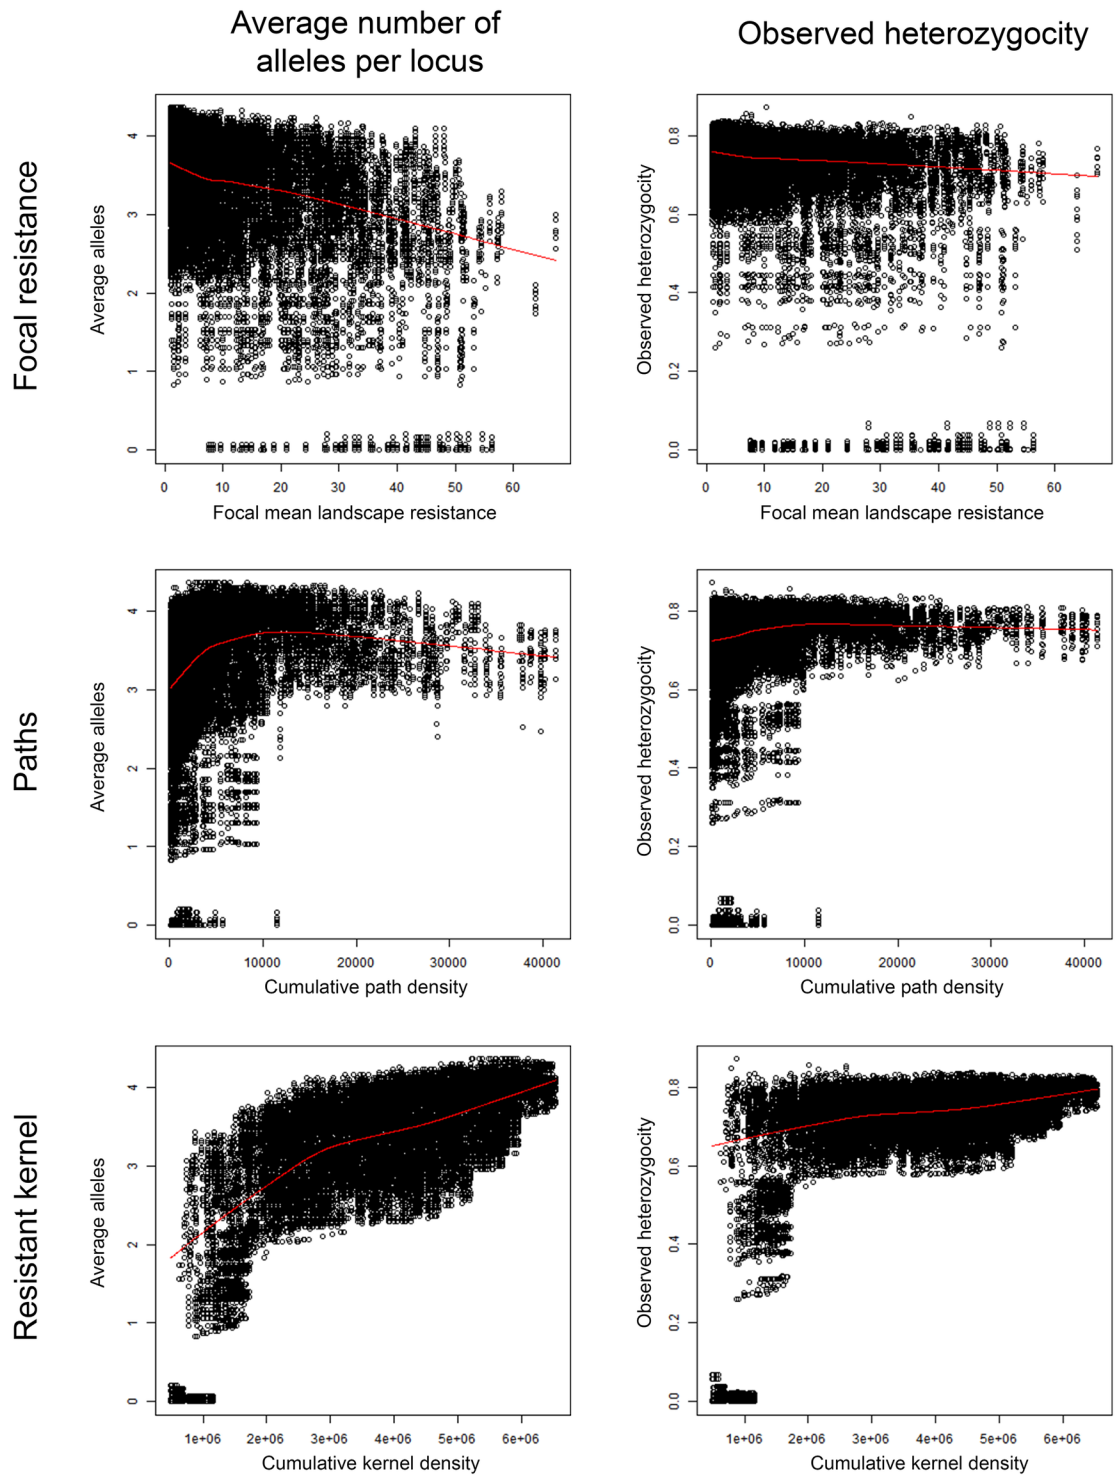 Average number of
alleles per locus
Observed heterozygocity
Focal resistance
Average alleles
4
3
2
1
0
0 10 20 30 40 50 60
Focal mean landscape resistance
Observed heterozygocity
0.8
0.6
0.4
0.2
0.0
0 10 20 30 40 50 60
Focal mean landscape resistance
Paths
Average alleles
4
3
2
1
0
0 10000 20000 30000 40000
Cumulative path density
Observed heterozygocity
0.8
0.6
0.4
0.2
0.0
0 10000 20000 30000 40000
Cumulative path density
Resistant kernel
Average alleles
4
3
2
1
0
1e+06 2e+06 3e+06 4e+06 5e+06 6e+06
Cumulative kernel density
Observed heterozygocity
0.8
0.6
0.4
0.2
0.0
1e+06 2e+06 3e+06 4e+06 5e+06 6e+06
Cumulative kernel density